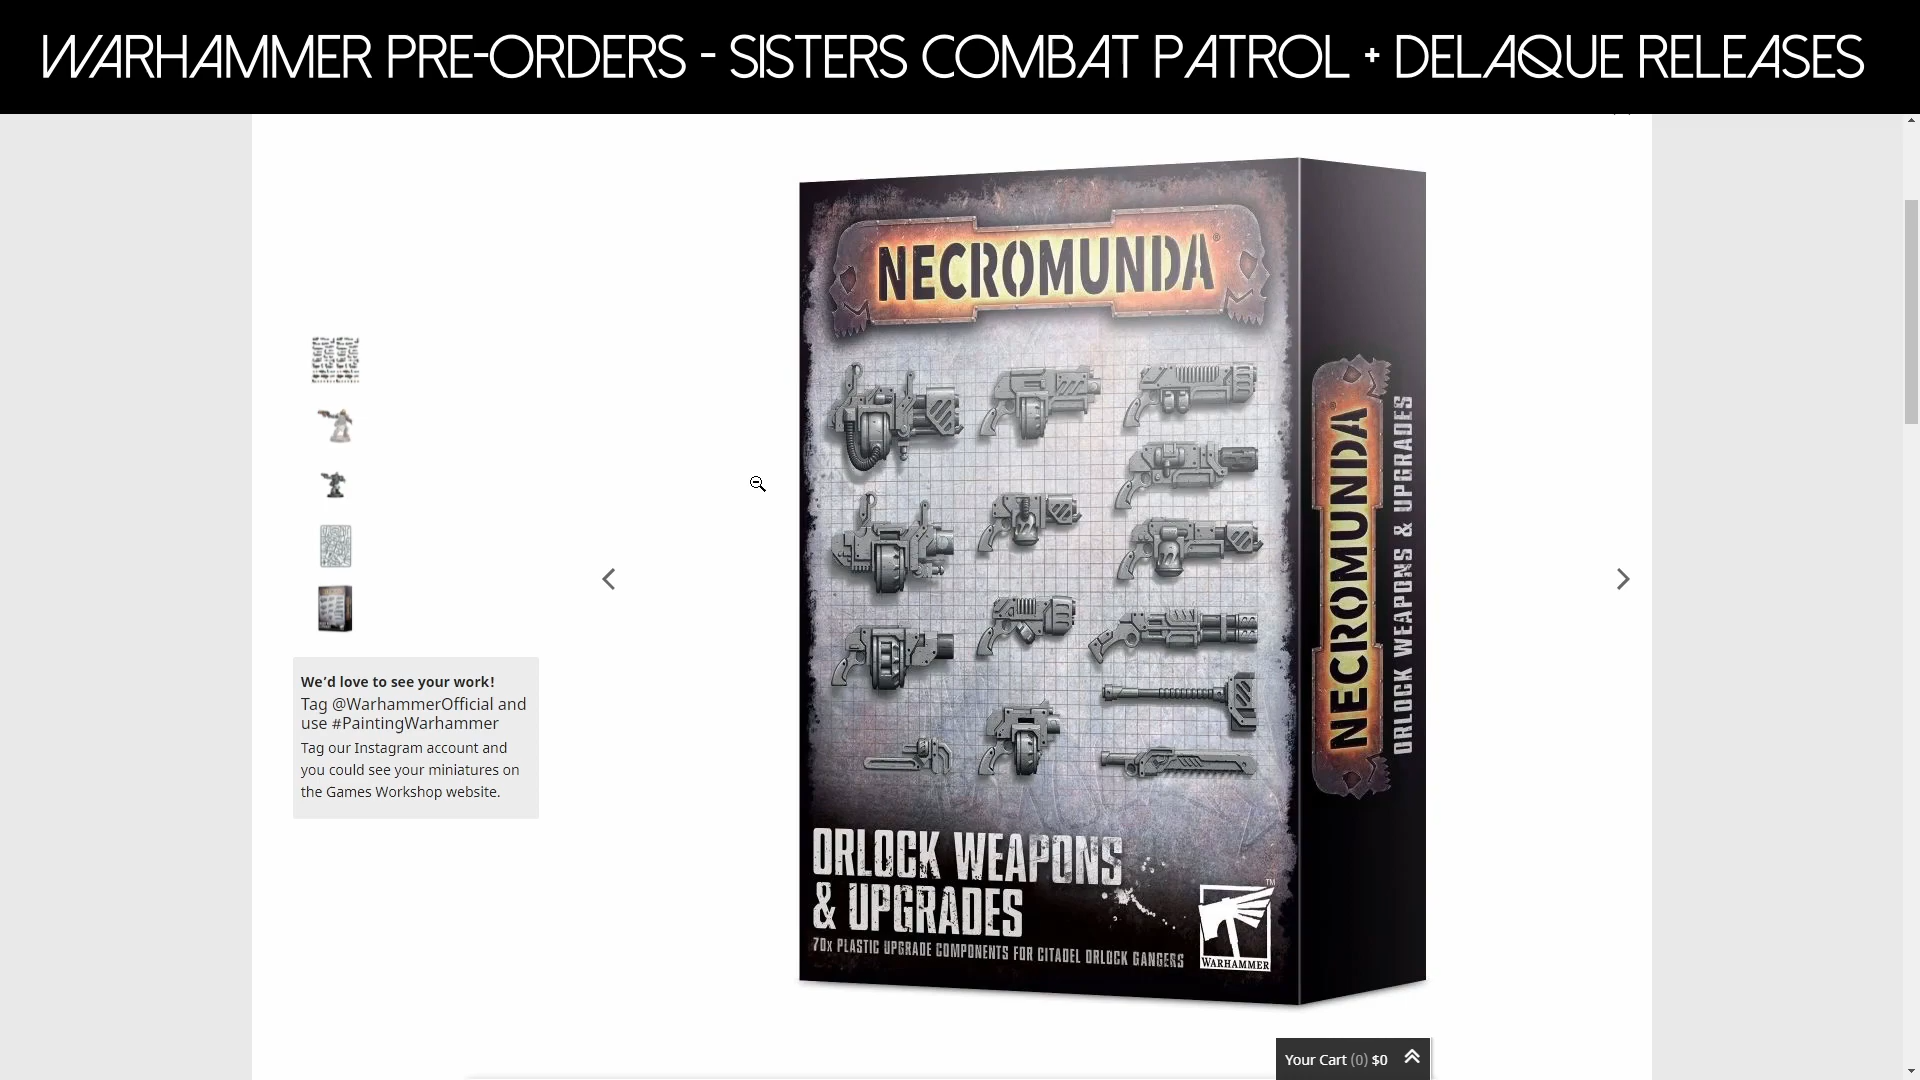 WARHAMMER PRE-ORDERS - SISTERS COMBAT PATROL + DELAQUE RELEASES
NECROMUNDA®
NECROMUNDA®
ORLOCK WEAPONS & UPGRADES
We'd love to see your work!
Tag @WarhammerOfficial and
use #PaintingWarhammer
Tag our Instagram account and
you could see your miniatures on
the Games Workshop website.
ORLOCK WEAPONS
& UPGRADES
70x PLASTIC UPGRADE COMPONENTS FOR CITADEL ORLOCK GANGERS
TM
WARHAMMER
Your Cart (0) $0